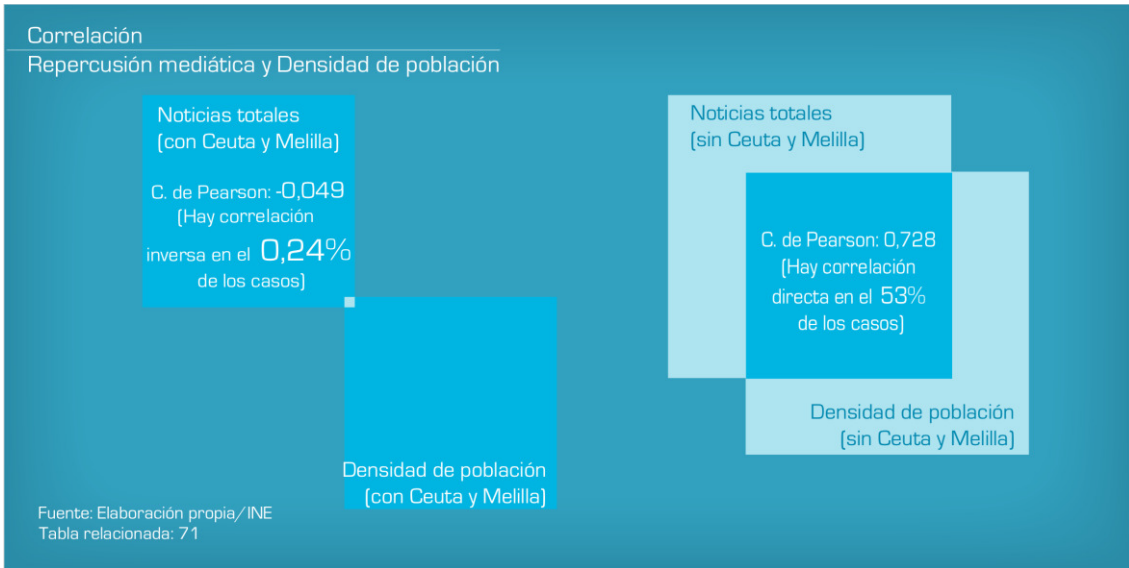 Correlación
Repercusión mediática y Densidad de población
Noticias totales
(con Ceuta y Melilla)
C. de Pearson: -0,049
(Hay correlación
inversa en el 0,24%
de los casos)
Densidad de población
(con Ceuta y Melilla)
Noticias totales
(sin Ceuta y Melilla)
C. de Pearson: 0,728
(Hay correlación
directa en el 53%
de los casos)
Densidad de población
(sin Ceuta y Melilla)
Fuente: Elaboración propia/INE
Tabla relacionada: 71